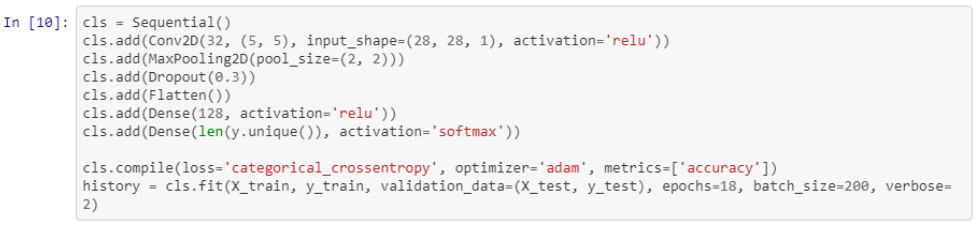 In [10]: cls = Sequential()
cls.add(Conv2D(32, (5, 5), input_shape=(28, 28, 1), activation='relu'))
cls.add(MaxPooling2D(pool_size=(2, 2)))
cls.add(Dropout(0.3))
cls.add(Flatten())
cls.add(Dense(128, activation='relu'))
cls.add(Dense(len(y.unique()), activation='softmax'))

cls.compile(loss='categorical_crossentropy', optimizer='adam', metrics=['accuracy'])
history = cls.fit(X_train, y_train, validation_data=(X_test, y_test), epochs=18, batch_size=200, verbose=
2)